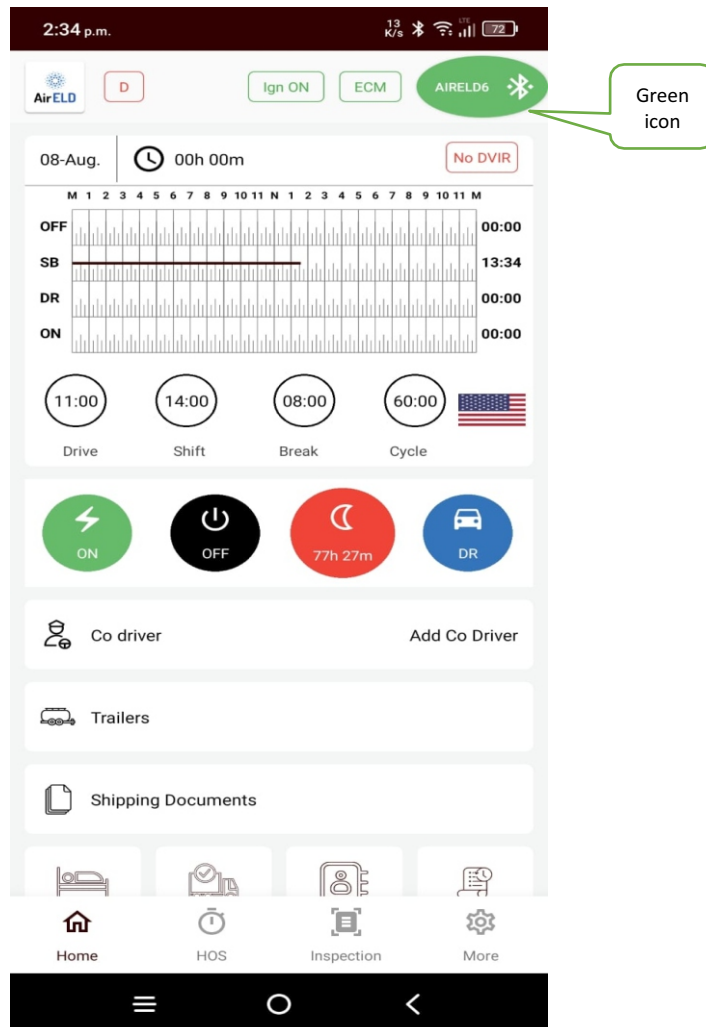 2:34 p.m.
13 K/s LTE 72
AirELD
D
Ign ON
ECM
AIRELD6
Green
icon
08-Aug.
00h 00m
No DVIR
M 1 2 3 4 5 6 7 8 9 10 11 N 1 2 3 4 5 6 7 8 9 10 11 M
OFF 00:00
SB 13:34
DR 00:00
ON 00:00
11:00 14:00 08:00 60:00
Drive Shift Break Cycle
ON OFF 77h 27m DR
Co driver Add Co Driver
Trailers
Shipping Documents
Home HOS Inspection More